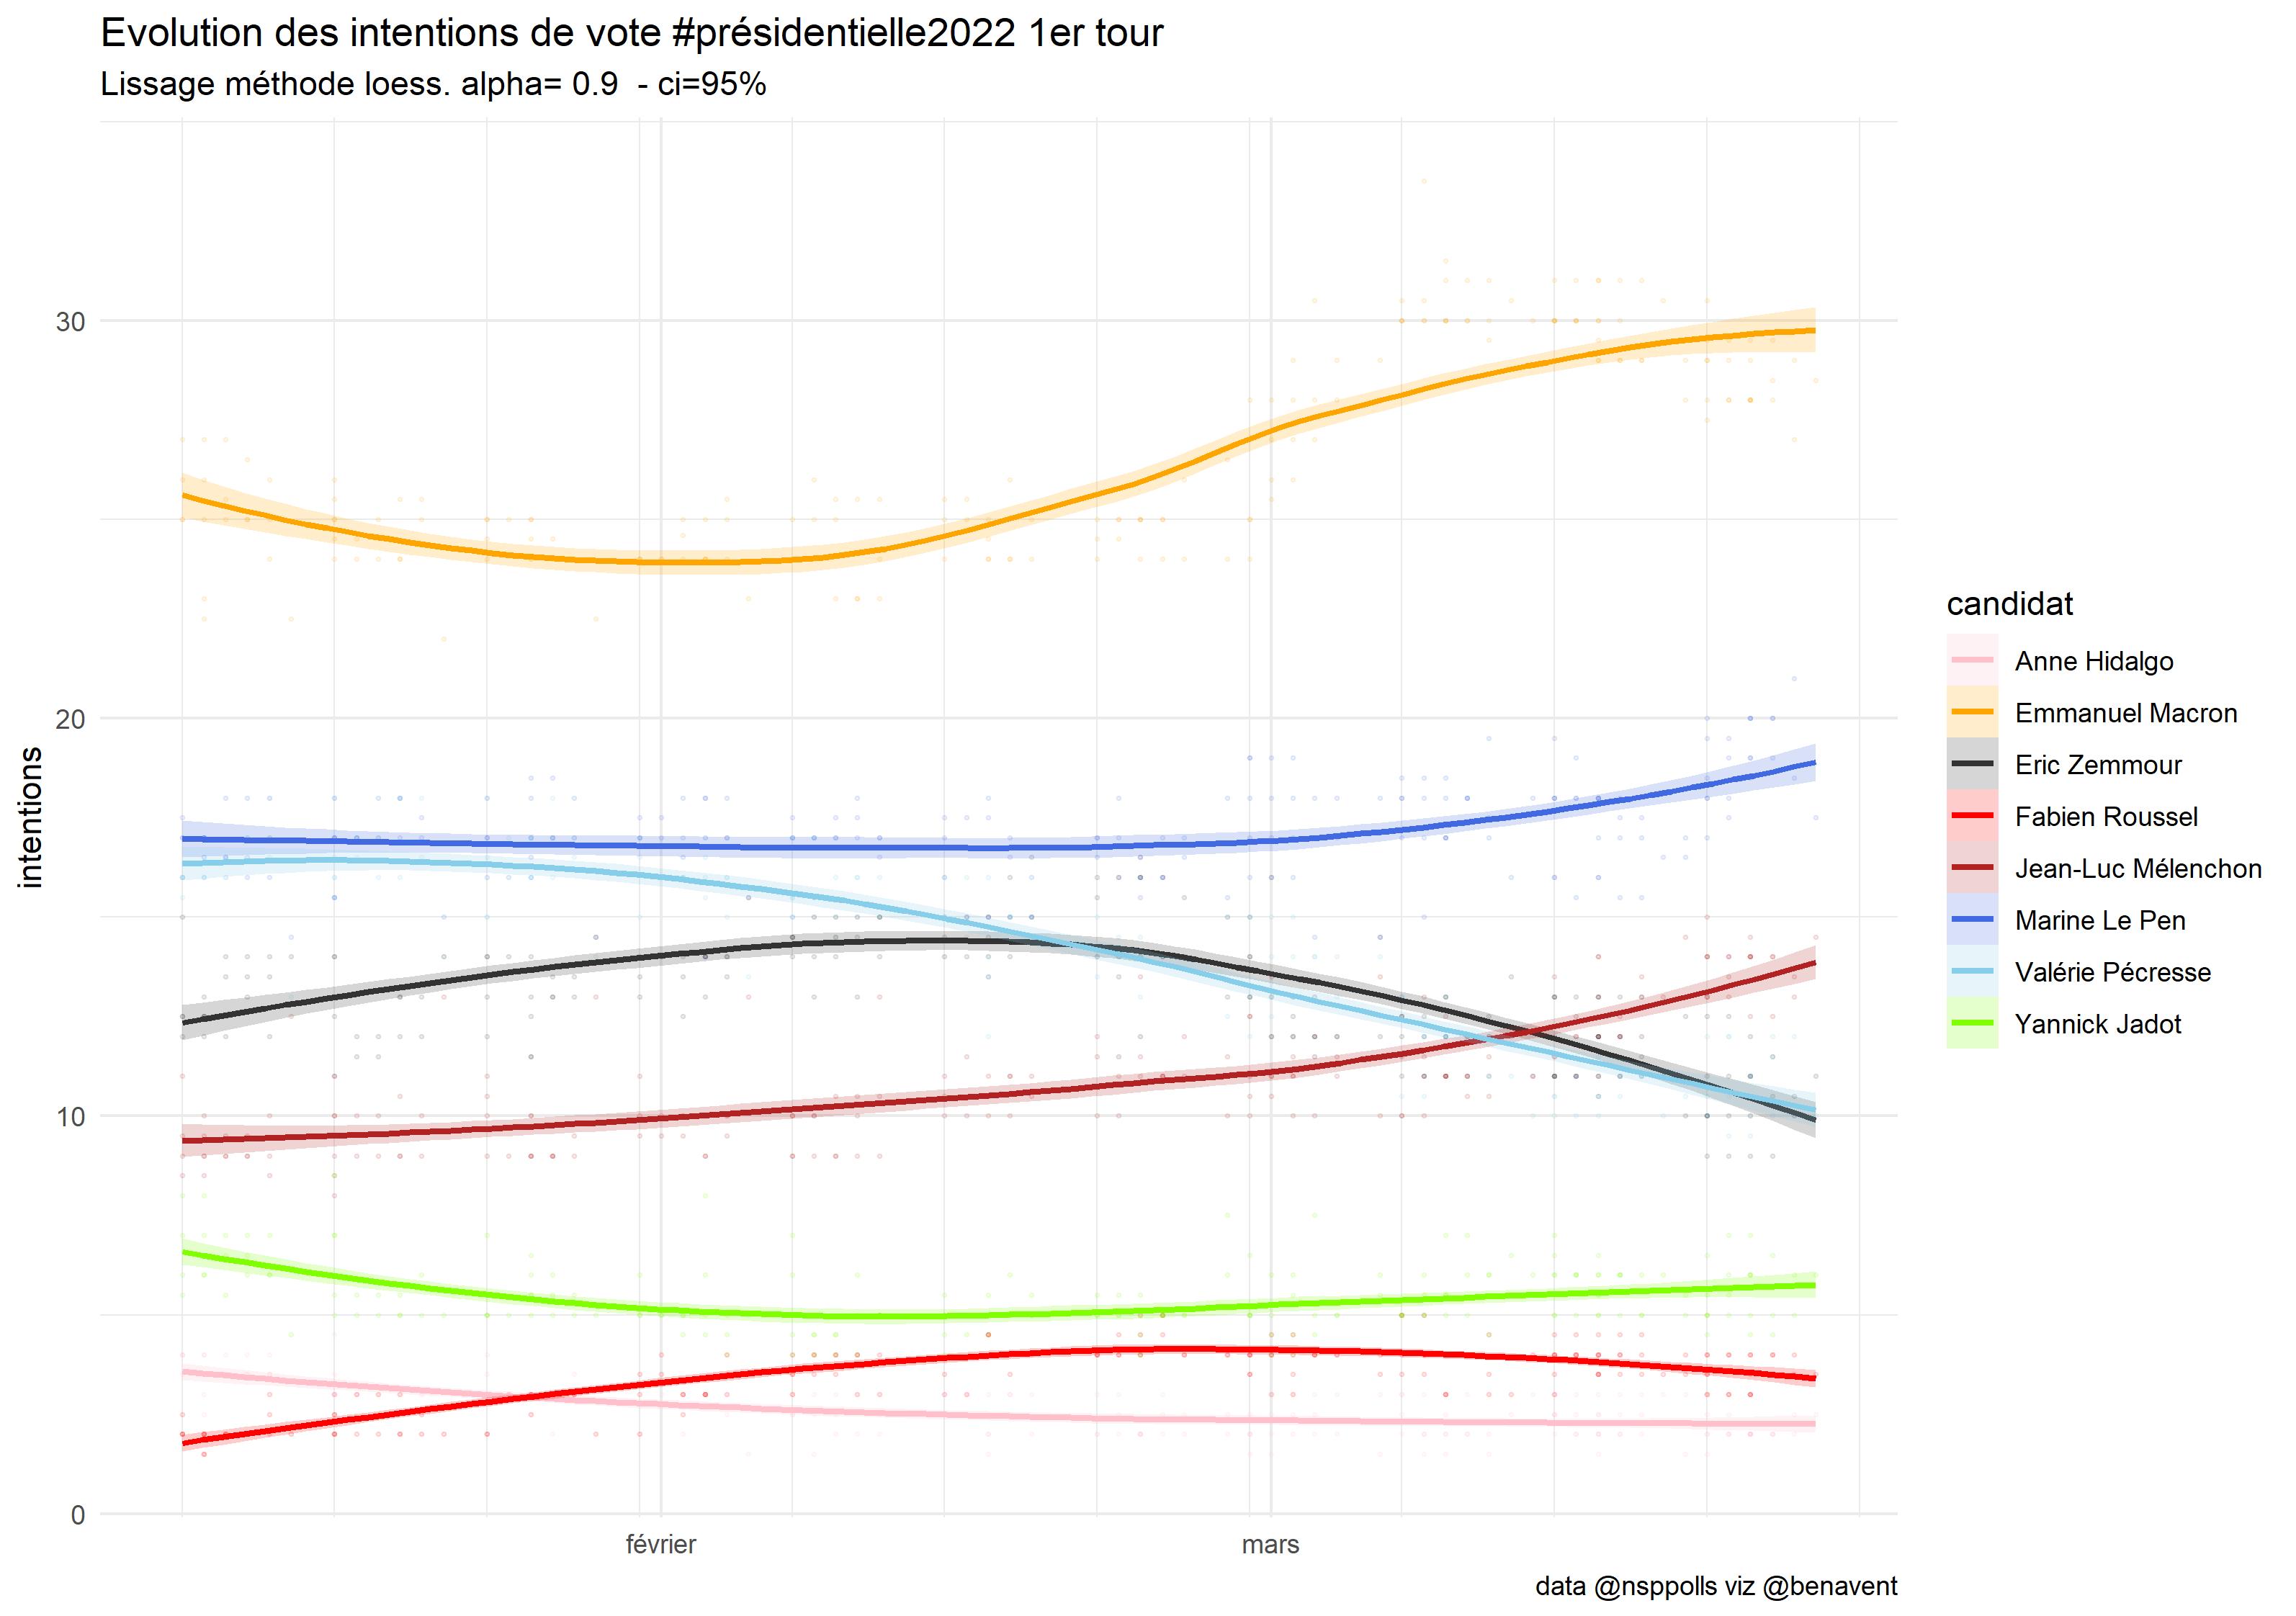 Evolution des intentions de vote #présidentielle2022 1er tour
Lissage méthode loess. alpha= 0.9  - ci=95%
intentions
30
20
10
0
février
mars
candidat
Anne Hidalgo
Emmanuel Macron
Eric Zemmour
Fabien Roussel
Jean-Luc Mélenchon
Marine Le Pen
Valérie Pécresse
Yannick Jadot
data @nsppolls viz @benavent